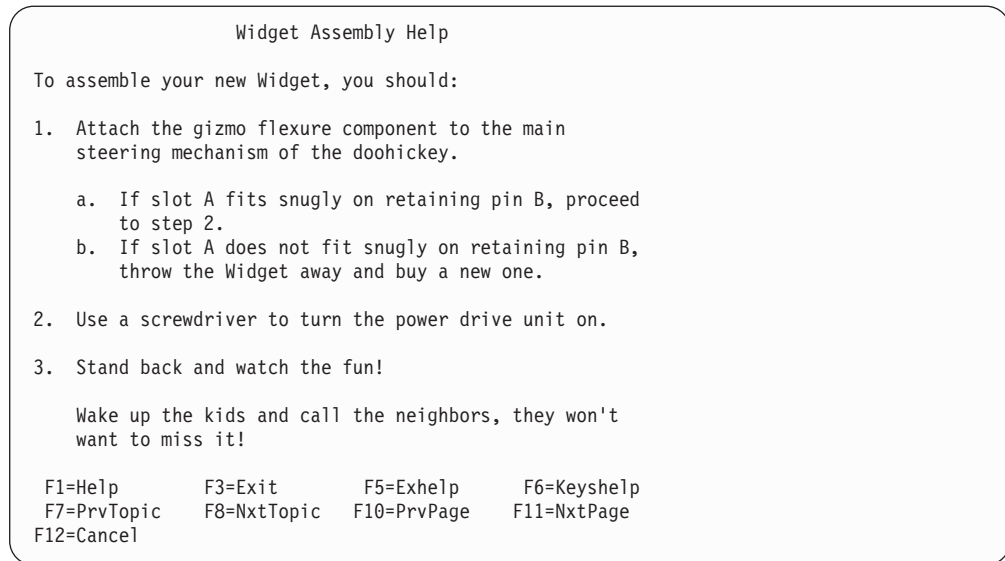 Widget Assembly Help
To assemble your new Widget, you should:
1. Attach the gizmo flexure component to the main
steering mechanism of the doohickey.
a. If slot A fits snugly on retaining pin B, proceed
to step 2.
b. If slot A does not fit snugly on retaining pin B,
throw the Widget away and buy a new one.
2. Use a screwdriver to turn the power drive unit on.
3. Stand back and watch the fun!
Wake up the kids and call the neighbors, they won't
want to miss it!
F1=Help F3=Exit F5=Exhelp F6=Keyshelp
F7=PrvTopic F8=NxtTopic F10=PrvPage F11=NxtPage
F12=Cancel